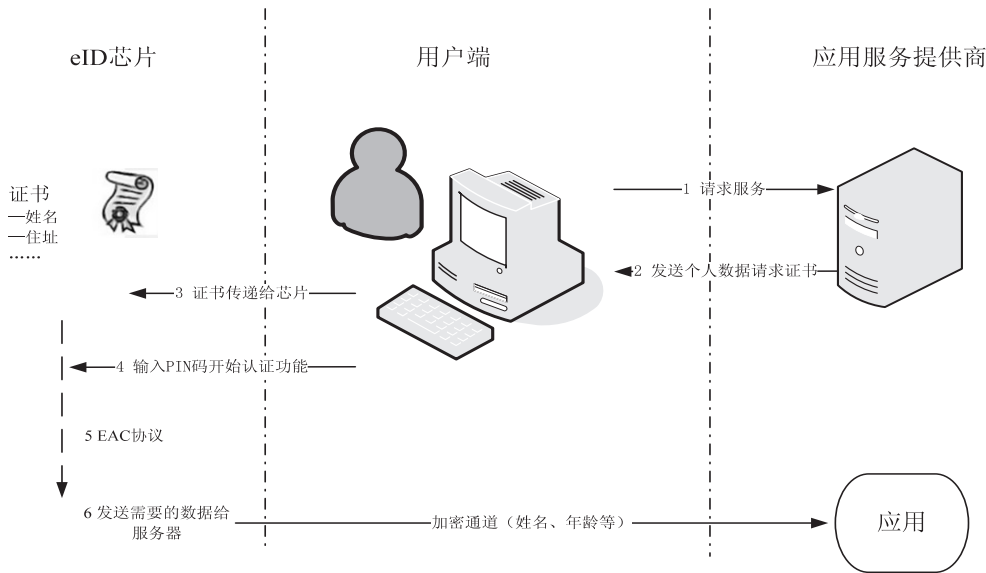 eID芯片
用户端
应用服务提供商
证书
—姓名
—住址
……
1 请求服务
2 发送个人数据请求证书
3 证书传递给芯片
4 输入PIN码开始认证功能
5 EAC协议
6 发送需要的数据给
服务器
加密通道（姓名、年龄等）
应用